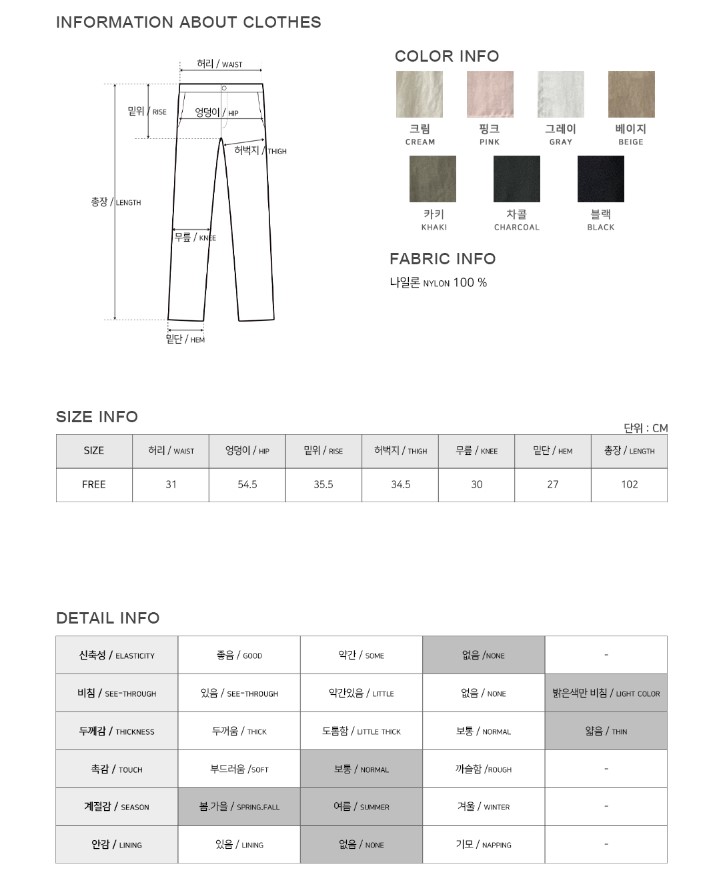 INFORMATION ABOUT CLOTHES
허리 / WAIST
밑위 / RISE
엉덩이 / HIP
허벅지 / THIGH
총장 / LENGTH
무릎 / KNEE
밑단 / HEM
COLOR INFO
크림 핑크 그레이 베이지
CREAM PINK GRAY BEIGE
카키 차콜 블랙
KHAKI CHARCOAL BLACK
FABRIC INFO
나일론 NYLON 100 %
SIZE INFO
단위 : CM
SIZE 허리 / WAIST 엉덩이 / HIP 밑위 / RISE 허벅지 / THIGH 무릎 / KNEE 밑단 / HEM 총장 / LENGTH
FREE 31 54.5 35.5 34.5 30 27 102
DETAIL INFO
신축성 / ELASTICITY 좋음 / GOOD 약간 / SOME 없음 /NONE -
비침 / SEE-THROUGH 있음 / SEE-THROUGH 약간있음 / LITTLE 없음 / NONE 밝은색만 비침 / LIGHT COLOR
두께감 / THICKNESS 두꺼움 / THICK 도톰함 / LITTLE THICK 보통 / NORMAL 얇음 / THIN
촉감 / TOUCH 부드러움 /SOFT 보통 / NORMAL 까슬함 /ROUGH -
계절감 / SEASON 봄.가을 / SPRING.FALL 여름 / SUMMER 겨울 / WINTER -
안감 / LINING 있음 / LINING 없음 / NONE 기모 / NAPPING -